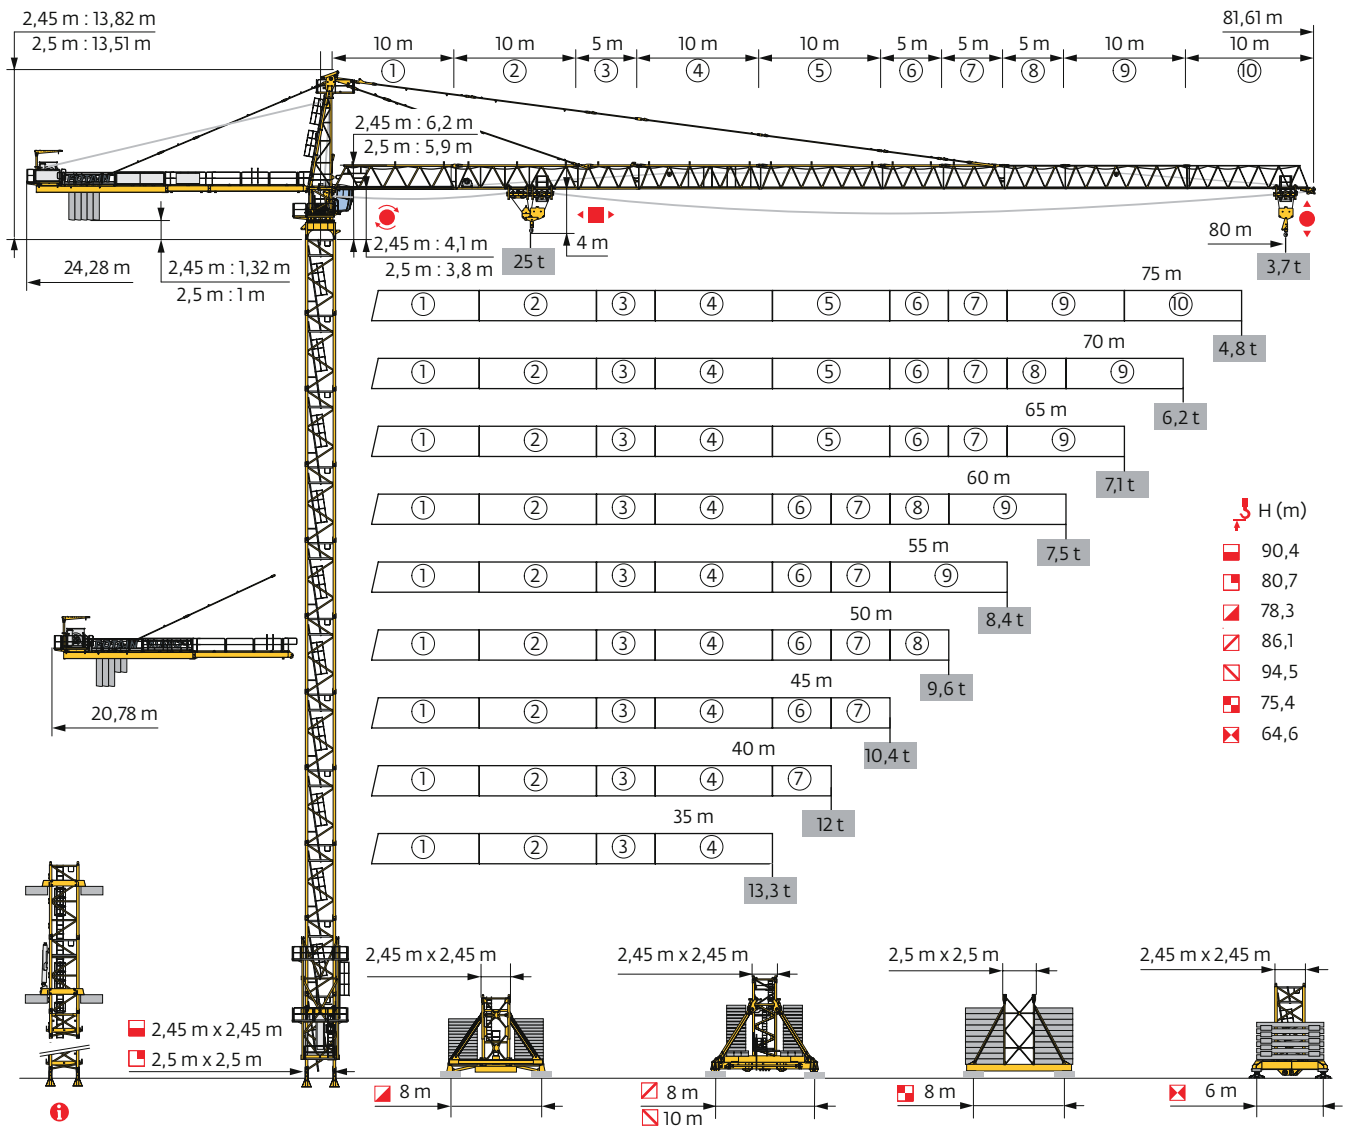 2,45 m : 13,82 m
2,5 m : 13,51 m
81,61 m
10 m 10 m 5 m 10 m 10 m 5 m 5 m 5 m 10 m 10 m
① ② ③ ④ ⑤ ⑥ ⑦ ⑧ ⑨ ⑩
2,45 m : 6,2 m
2,5 m : 5,9 m
2,45 m : 4,1 m
2,5 m : 3,8 m
4 m
80 m
25 t
3,7 t
24,28 m
2,45 m : 1,32 m
2,5 m : 1 m
75 m
① ② ③ ④ ⑤ ⑥ ⑦ ⑨ ⑩
4,8 t
70 m
① ② ③ ④ ⑤ ⑥ ⑦ ⑧ ⑨
6,2 t
65 m
① ② ③ ④ ⑤ ⑥ ⑦ ⑨
7,1 t
60 m
① ② ③ ④ ⑥ ⑦ ⑧ ⑨
7,5 t
55 m
① ② ③ ④ ⑥ ⑦ ⑨
8,4 t
50 m
① ② ③ ④ ⑥ ⑦ ⑧
9,6 t
45 m
① ② ③ ④ ⑥ ⑦
10,4 t
40 m
① ② ③ ④ ⑦
12 t
35 m
① ② ③ ④
13,3 t
H (m)
90,4
80,7
78,3
86,1
94,5
75,4
64,6
20,78 m
2,45 m x 2,45 m
2,5 m x 2,5 m
i
2,45 m x 2,45 m
8 m
2,45 m x 2,45 m
8 m
10 m
2,5 m x 2,5 m
8 m
2,45 m x 2,45 m
6 m